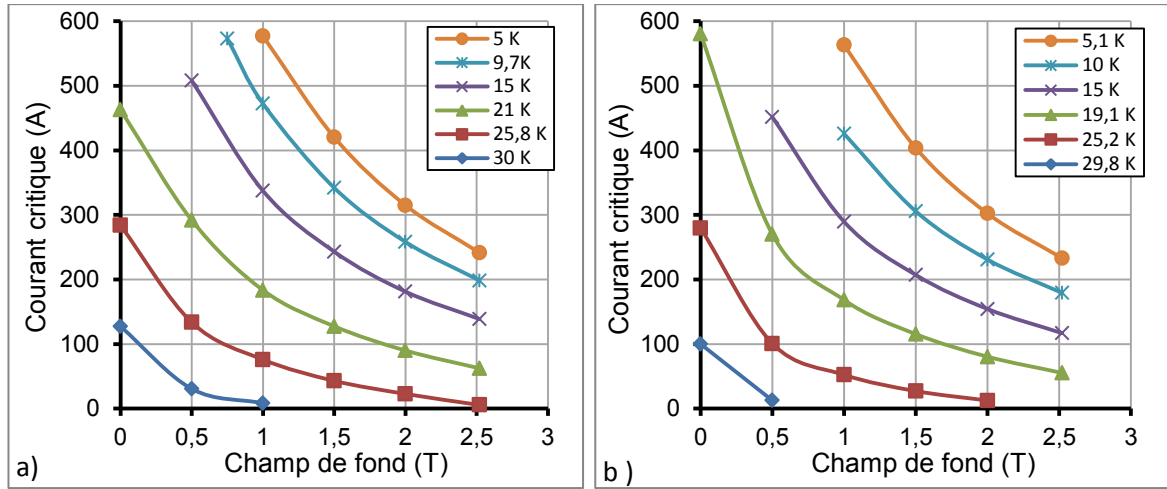 600
500
400
300
200
100
0
Courant critique (A)
0 0,5 1 1,5 2 2,5 3
Champ de fond (T)
5 K
9,7K
15 K
21 K
25,8 K
30 K
a)
600
500
400
300
200
100
0
Courant critique (A)
0 0,5 1 1,5 2 2,5 3
Champ de fond (T)
5,1 K
10 K
15 K
19,1 K
25,2 K
29,8 K
b )